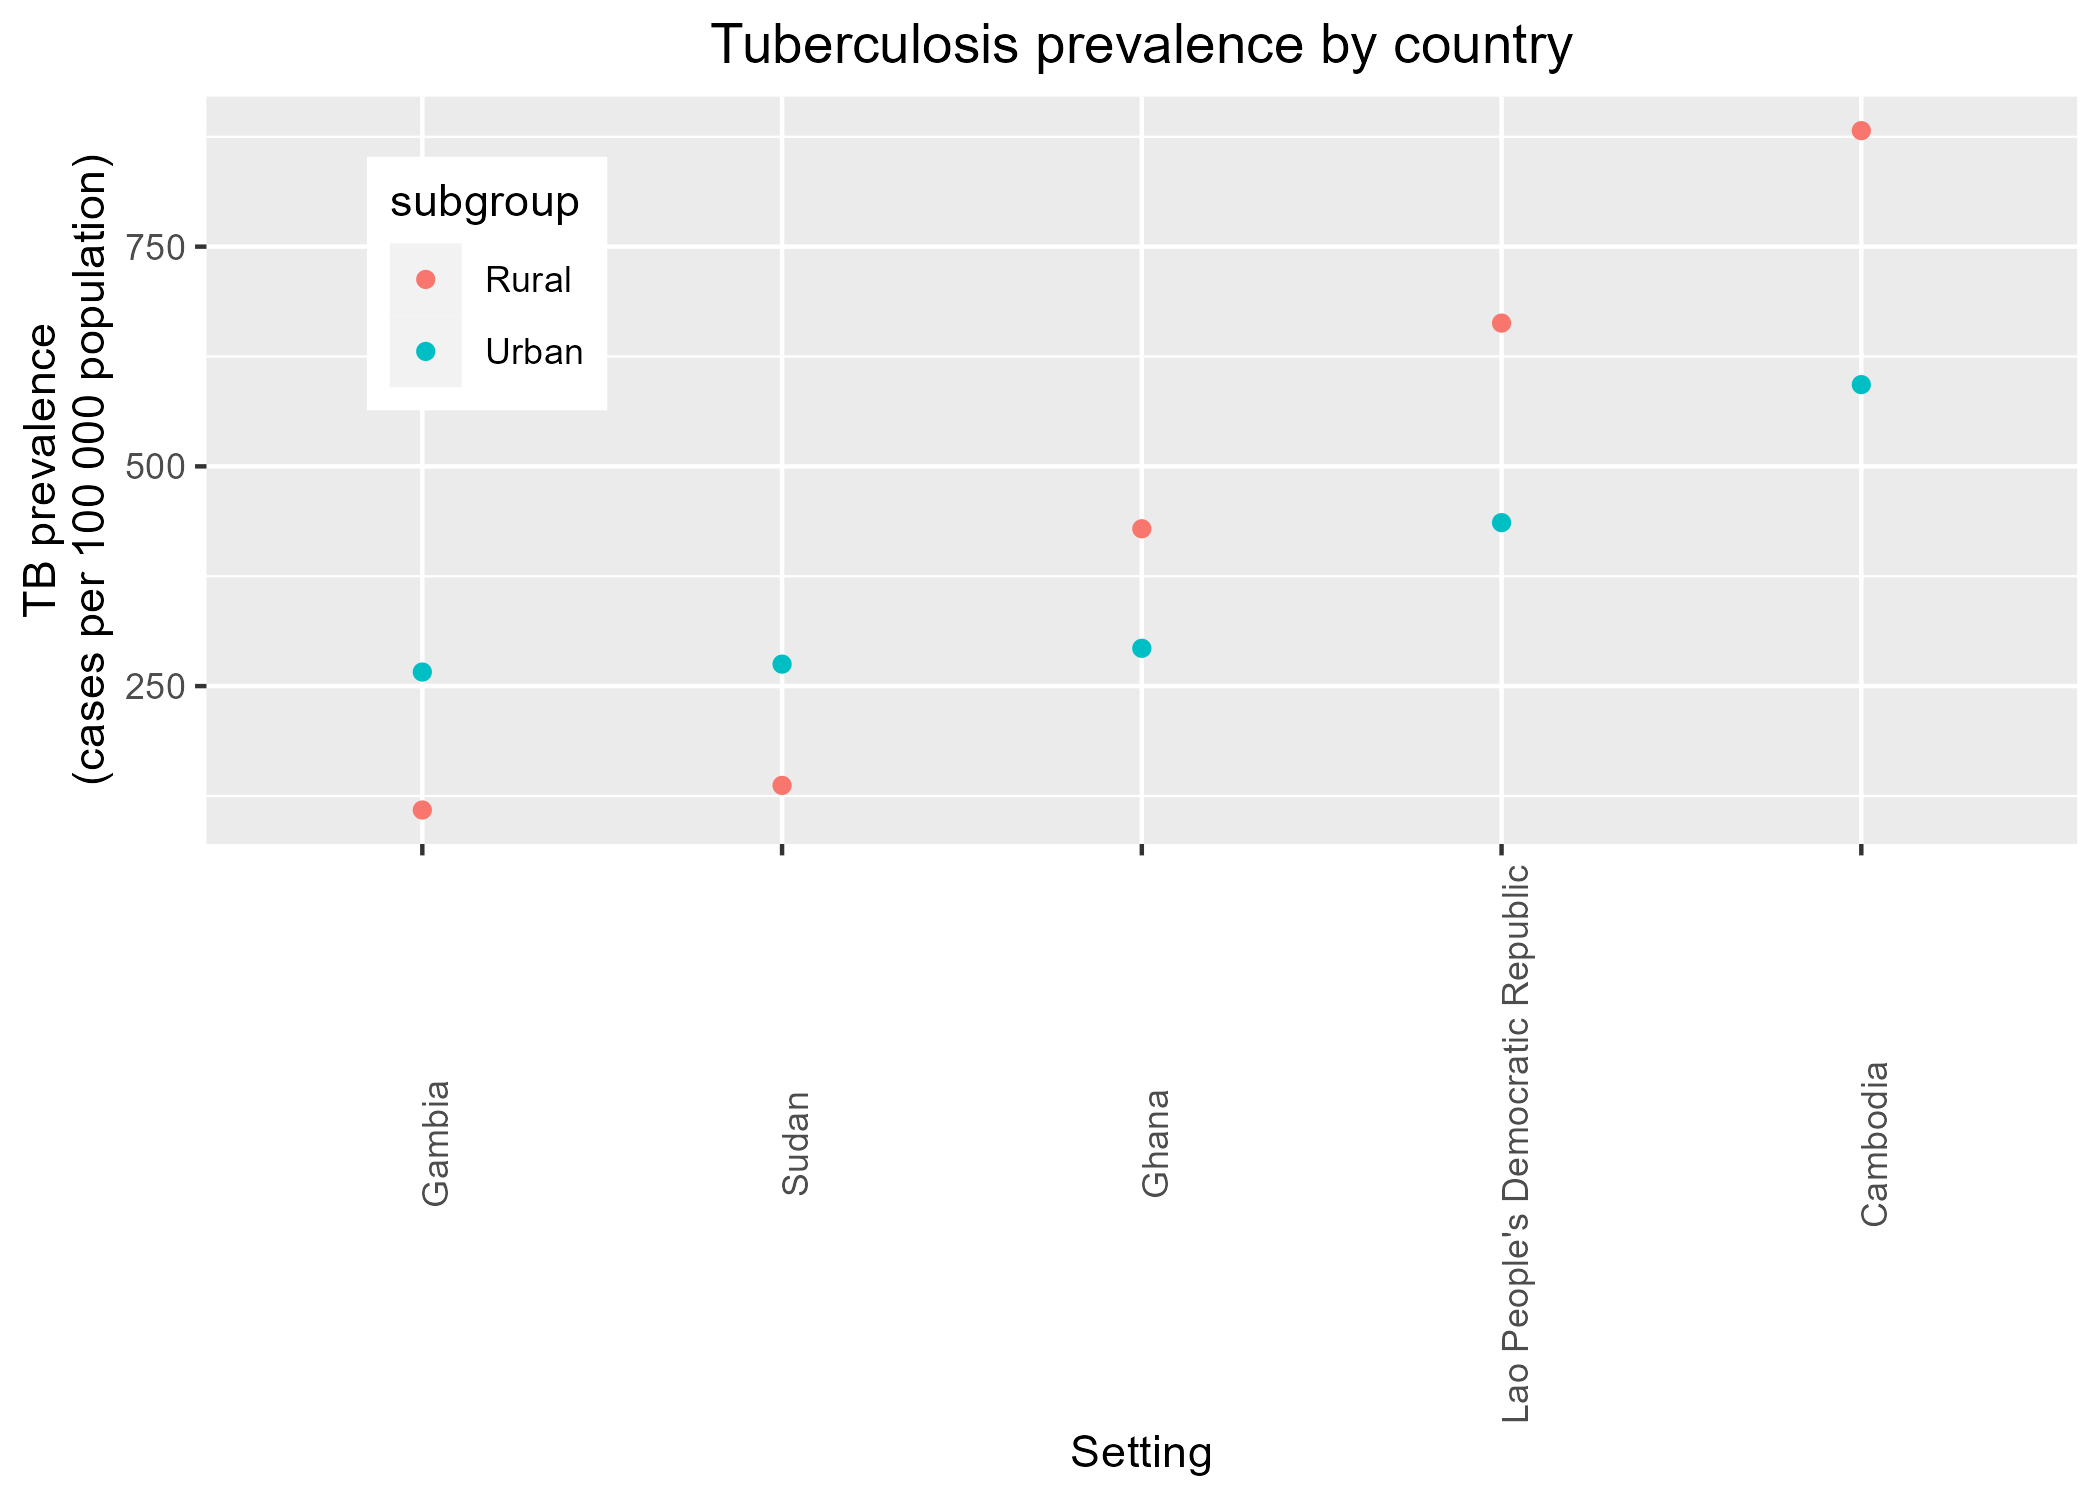 Tuberculosis prevalence by country
TB prevalence
(cases per 100 000 population)
750
500
250
subgroup
Rural
Urban
Gambia
Sudan
Ghana
Lao People's Democratic Republic
Cambodia
Setting